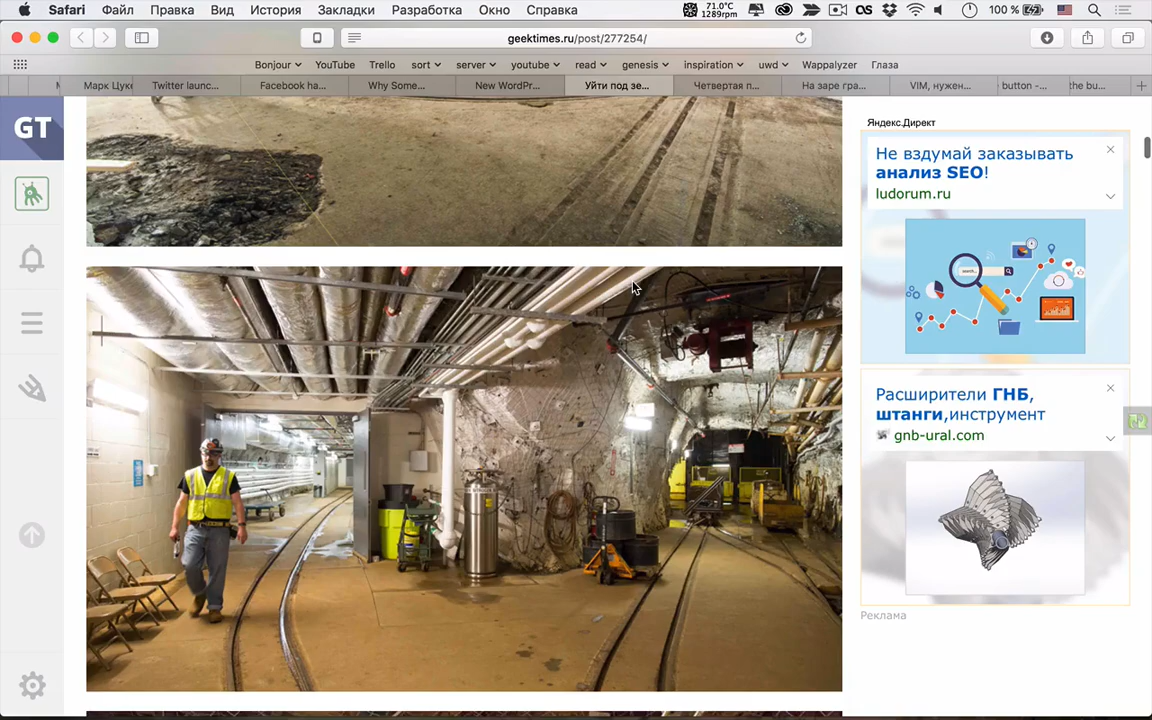 Safari Файл Правка Вид История Закладки Разработка Окно Справка 71.0°C 1289rpm 100 %
geektimes.ru/post/277254/
Bonjour YouTube Trello sort server youtube read genesis inspiration uwd Wappalyzer Глаза
Марк Цуке Twitter launc... Facebook ha... Why Some... New WordPr... Уйти под зе... Четвертая п... На заре гра... VIM, нужен... button -... the bu...
GT
Яндекс.Директ
Не вздумай заказывать
анализ SEO!
ludorum.ru
search...
Расширители ГНБ,
штанги,инструмент
gnb-ural.com
Реклама